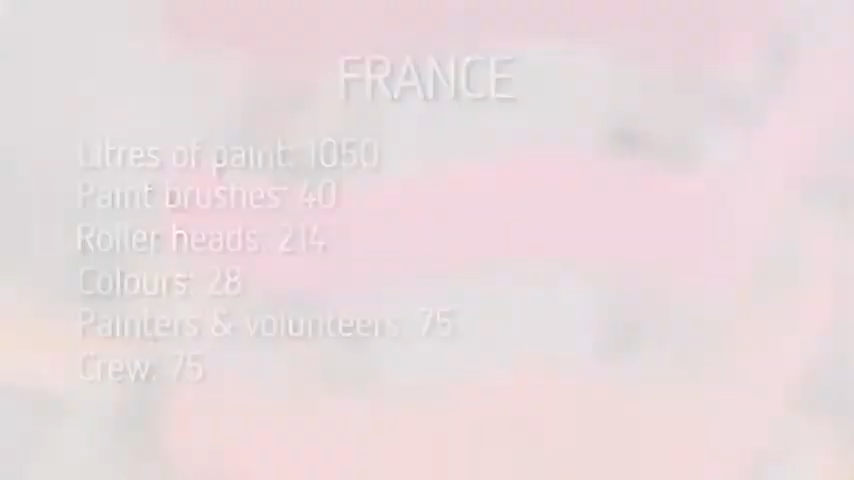 FRANCE
Litres of paint: 1050
Paint brushes: 40
Roller heads: 214
Colours: 28
Painters & volunteers: 75
Crew: 75